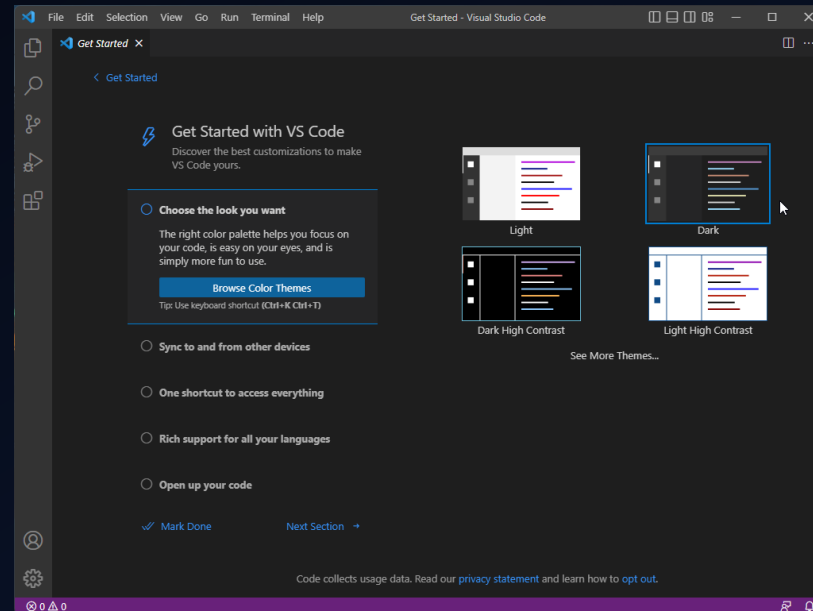 File Edit Selection View Go Run Terminal Help Get Started - Visual Studio Code
Get Started
Get Started
Get Started with VS Code
Discover the best customizations to make
VS Code yours.
Choose the look you want
The right color palette helps you focus on
your code, is easy on your eyes, and is
simply more fun to use.
Browse Color Themes
Tip: Use keyboard shortcut (Ctrl+K Ctrl+T)
Sync to and from other devices
One shortcut to access everything
Rich support for all your languages
Open up your code
Mark Done Next Section
Light Dark
Dark High Contrast Light High Contrast
See More Themes...
Code collects usage data. Read our privacy statement and learn how to opt out.
0 0